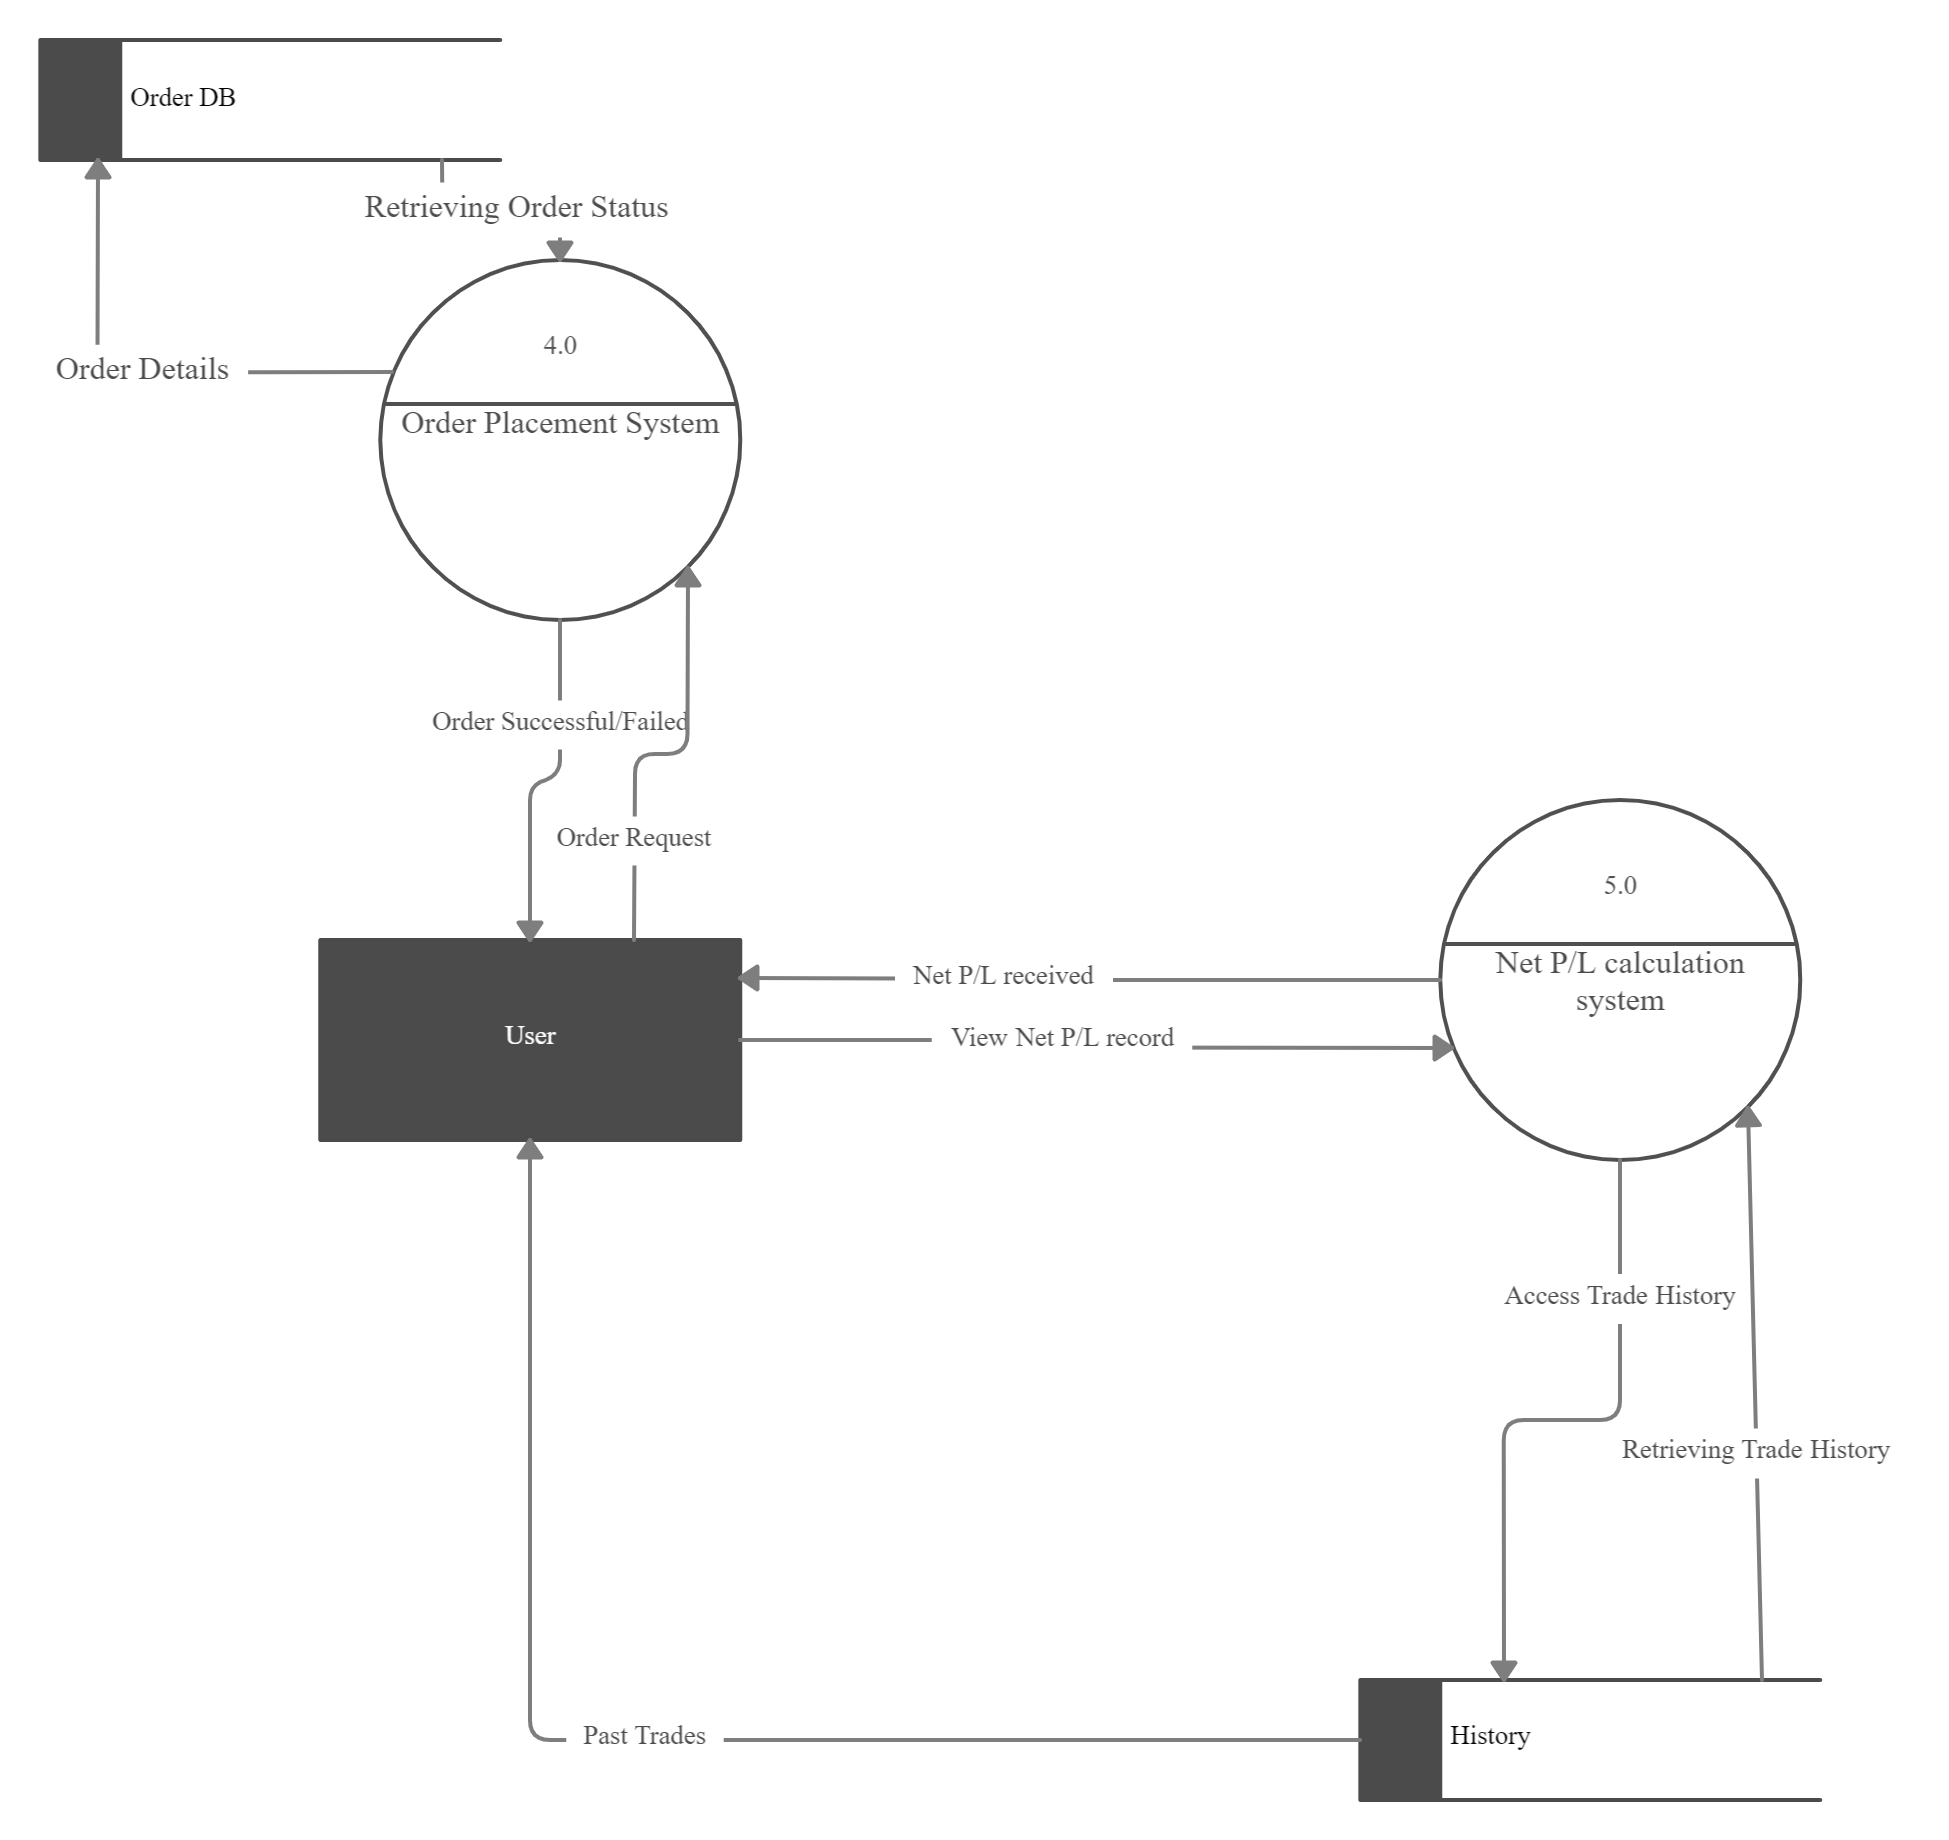 Order DB
Retrieving Order Status
4.0
Order Details
Order Placement System
Order Successful/Failed
Order Request
5.0
Net P/L calculation
system
Net P/L received
User
View Net P/L record
Access Trade History
Retrieving Trade History
Past Trades
History